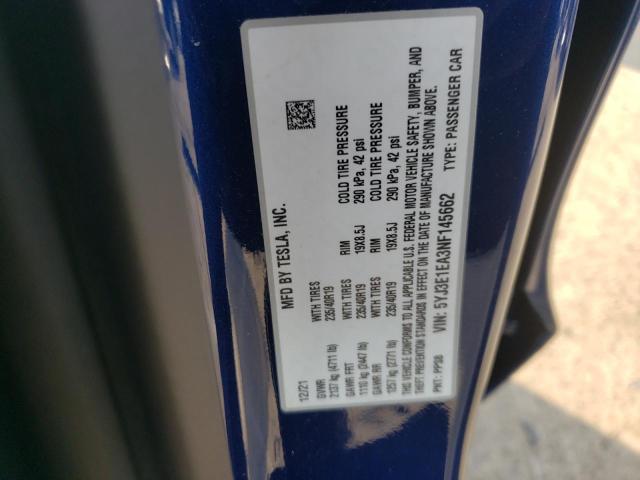 MFD BY TESLA, INC.
12/21
GVWR WITH TIRES RIM COLD TIRE PRESSURE
2137 kg (4711 lb) 235/40R19 19X8.5J 290 kPa, 42 psi
GAWR FRT WITH TIRES RIM COLD TIRE PRESSURE
1110 kg (2447 lb) 235/40R19 19X8.5J 290 kPa, 42 psi
GAWR RR
1257 kg (2771 lb) 235/40R19
THIS VEHICLE CONFORMS TO ALL APPLICABLE U.S. FEDERAL MOTOR VEHICLE SAFETY, BUMPER, AND
THEFT PREVENTION STANDARDS IN EFFECT ON THE DATE OF MANUFACTURE SHOWN ABOVE.
VIN: 5YJ3E1EA3NF145662 TYPE: PASSENGER CAR
PNT: PPSB